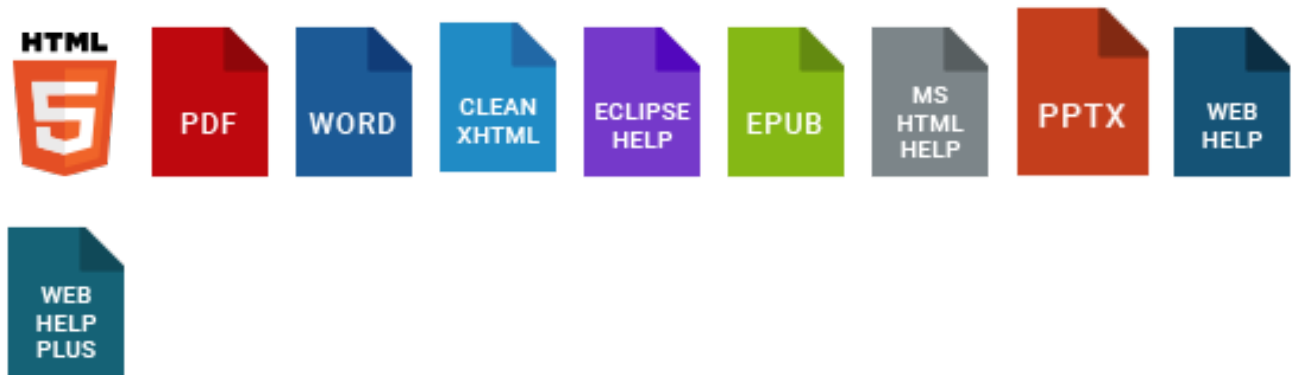 HTML
5
PDF
WORD
CLEAN
XHTML
ECLIPSE
HELP
EPUB
MS
HTML
HELP
PPTX
WEB
HELP
WEB
HELP
PLUS